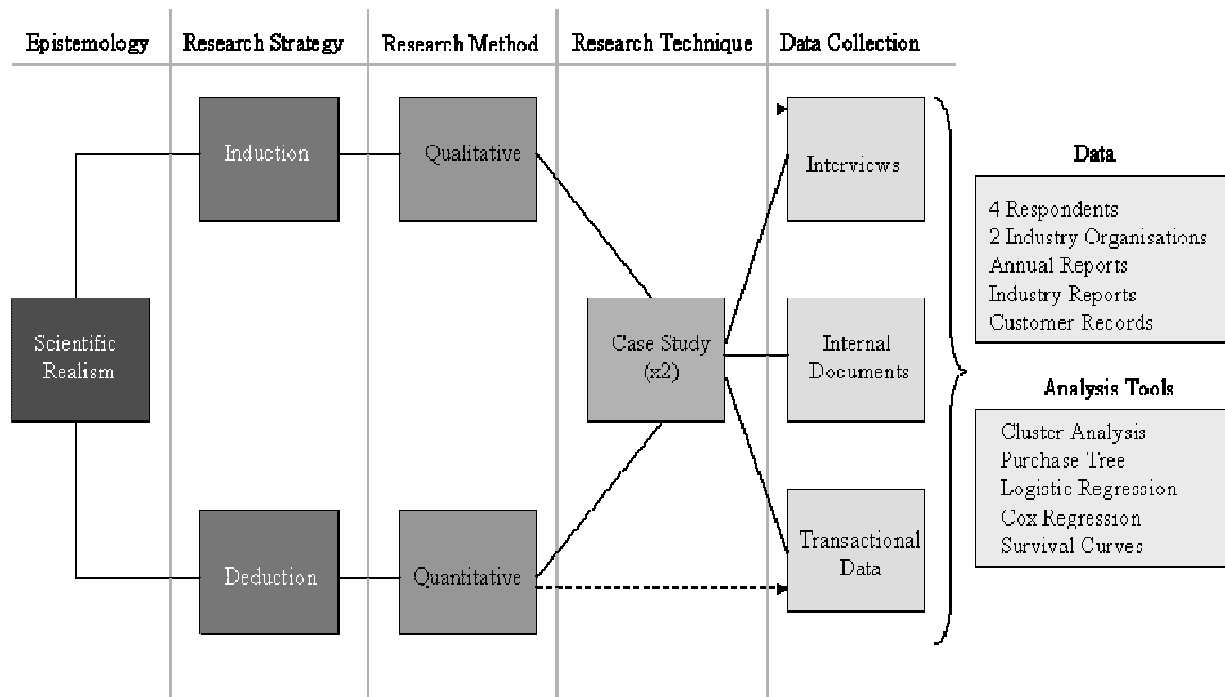 Epistemology
Research Strategy
Research Method
Research Technique
Data Collection
Induction
Qualitative
Interviews
Data
4 Respondents
2 Industry Organisations
Annual Reports
Industry Reports
Customer Records
Scientific
Realism
Case Study
(x2)
Internal
Documents
Analysis Tools
Cluster Analysis
Purchase Tree
Logistic Regression
Cox Regression
Survival Curves
Deduction
Quantitative
Transactional
Data